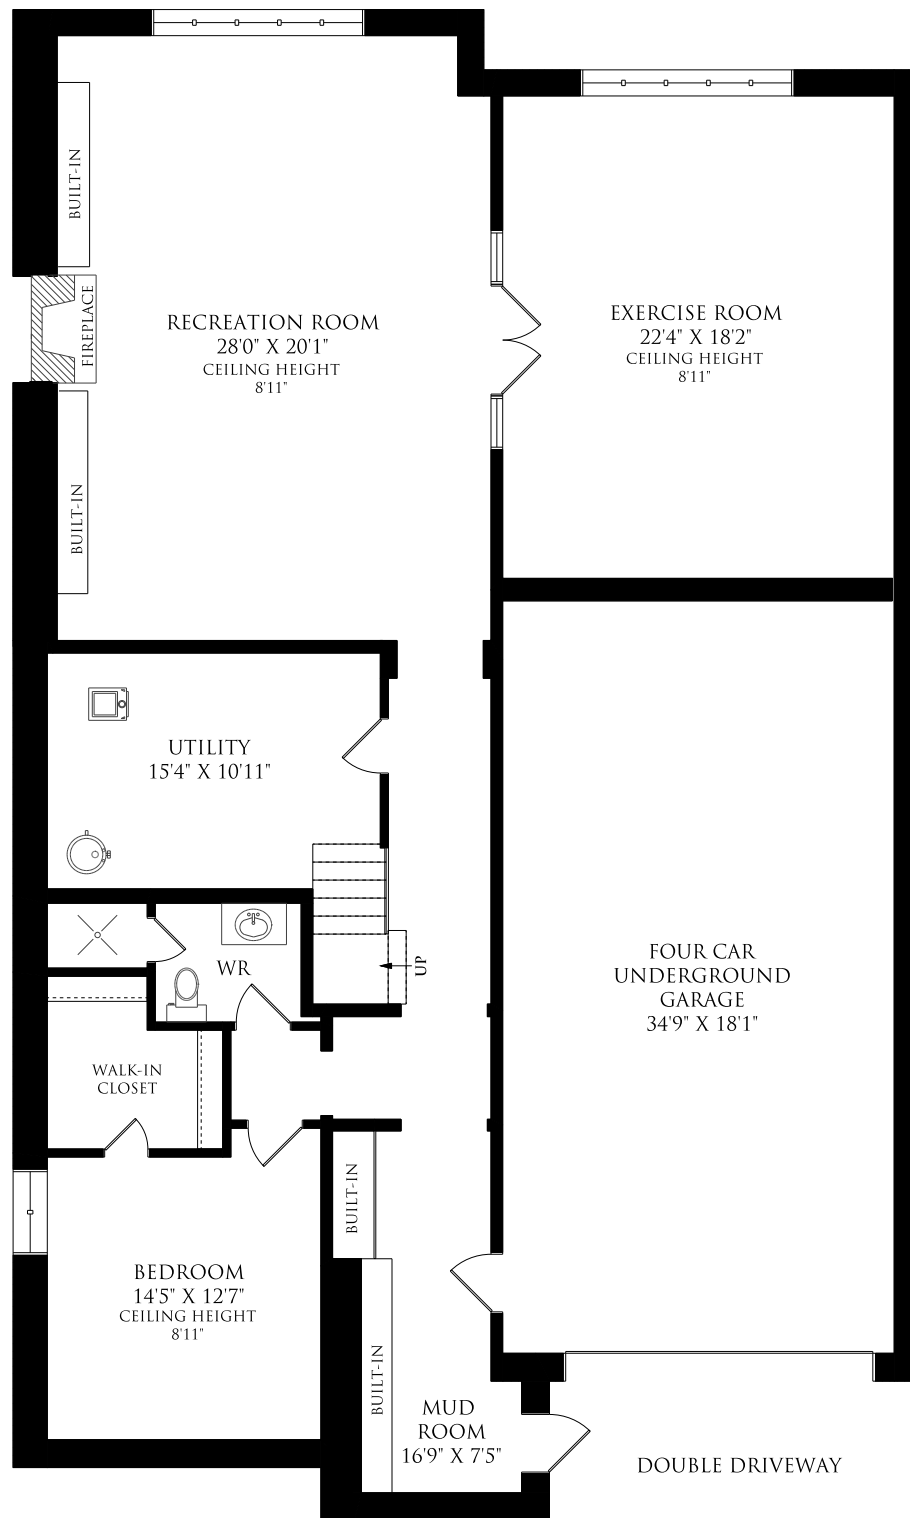 BUILT-IN
FIREPLACE
BUILT-IN
RECREATION ROOM
28'0" X 20'1"
CEILING HEIGHT
8'11"
EXERCISE ROOM
22'4" X 18'2"
CEILING HEIGHT
8'11"
UTILITY
15'4" X 10'11"
WR
UP
FOUR CAR
UNDERGROUND
GARAGE
34'9" X 18'1"
WALK-IN
CLOSET
BUILT-IN
BEDROOM
14'5" X 12'7"
CEILING HEIGHT
8'11"
BUILT-IN
MUD
ROOM
16'9" X 7'5"
DOUBLE DRIVEWAY